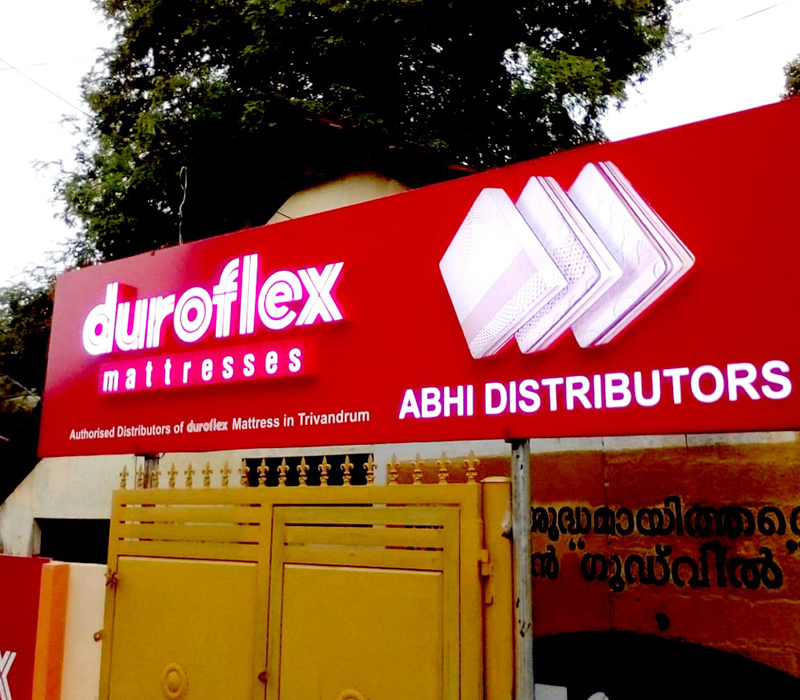 duroflex
mattresses
Authorised Distributors of duroflex Mattress in Trivandrum
ABHI DISTRIBUTORS
“ഗുഡ്‌വിൽ”